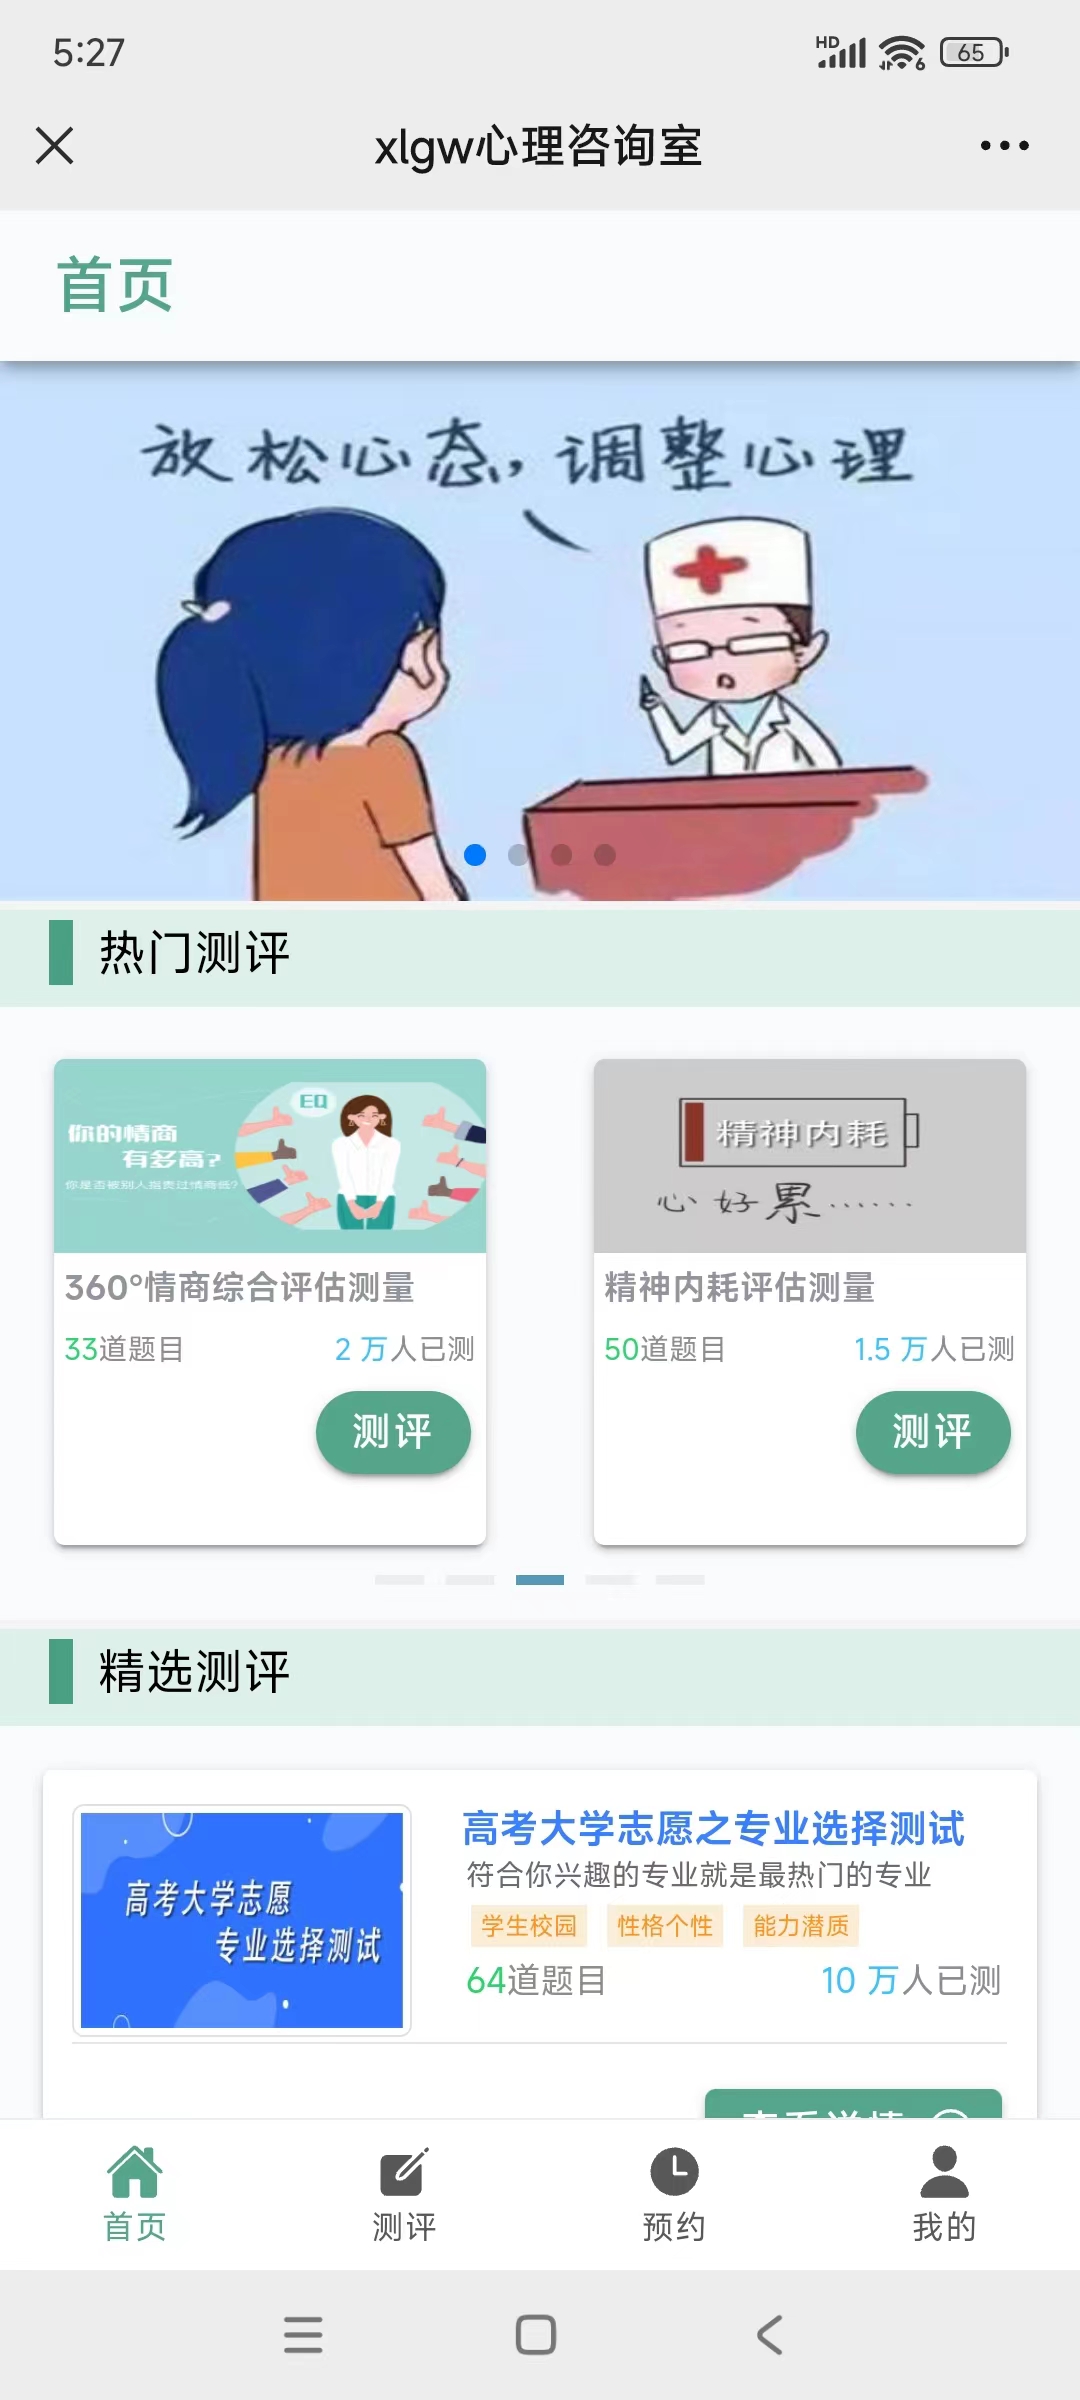 5:27
HD
6
65
xlgw心理咨询室
首页
放松心态,调整心理
热门测评
EQ
你的情商
有多高?
你是否被别人指责过情商低?
360°情商综合评估测量
33道题目
2 万人已测
测评
精神内耗
心好累......
精神内耗评估测量
50道题目
1.5 万人已测
测评
精选测评
高考大学志愿
专业选择测试
高考大学志愿之专业选择测试
符合你兴趣的专业就是最热门的专业
学生校园
性格个性
能力潜质
64道题目
10 万人已测
查看详情
首页
测评
预约
我的